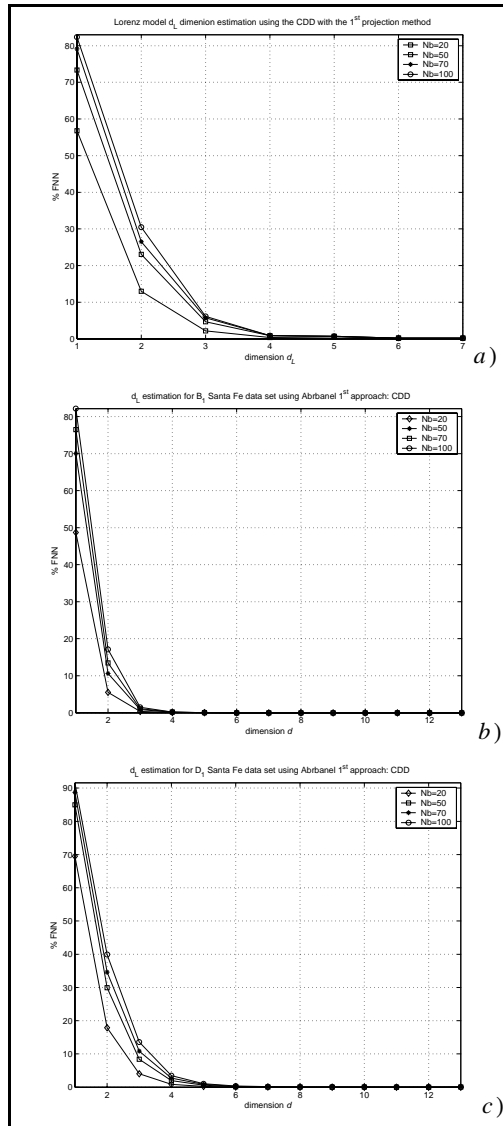 Lorenz model d_L dimenion estimation using the CDD with the 1^st projection method
Nb=20
Nb=50
Nb=70
Nb=100
% FNN
80
70
60
50
40
30
20
10
0
1 2 3 4 5 6 7
dimension d_L
a)
d_L estimation for B_1 Santa Fe data set using Abrbanel 1^st approach: CDD
Nb=20
Nb=50
Nb=70
Nb=100
% FNN
80
70
60
50
40
30
20
10
0
2 4 6 8 10 12
dimension d
b)
d_L estimation for D_1 Santa Fe data set using Abrbanel 1^st approach: CDD
Nb=20
Nb=50
Nb=70
Nb=100
% FNN
90
80
70
60
50
40
30
20
10
0
2 4 6 8 10 12
dimension d
c)